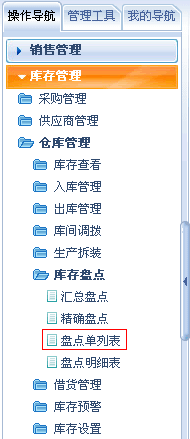 操作导航 管理工具 我的导航
销售管理
库存管理
采购管理
供应商管理
仓库管理
库存查看
入库管理
出库管理
库间调拨
生产拆装
库存盘点
汇总盘点
精确盘点
盘点单列表
盘点明细表
借货管理
库存预警
库存设置